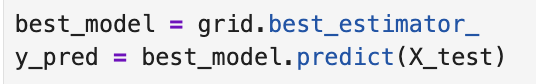 best_model = grid.best_estimator_
y_pred = best_model.predict(X_test)